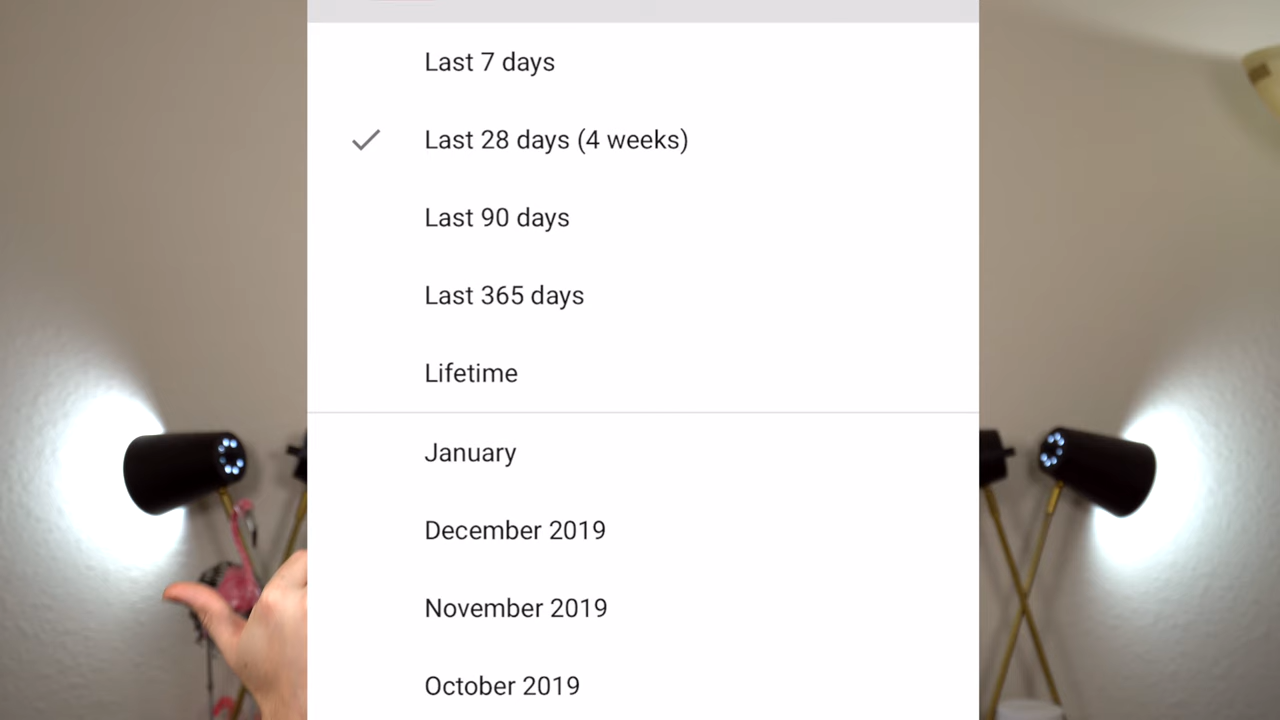 Last 7 days
Last 28 days (4 weeks)
Last 90 days
Last 365 days
Lifetime
January
December 2019
November 2019
October 2019